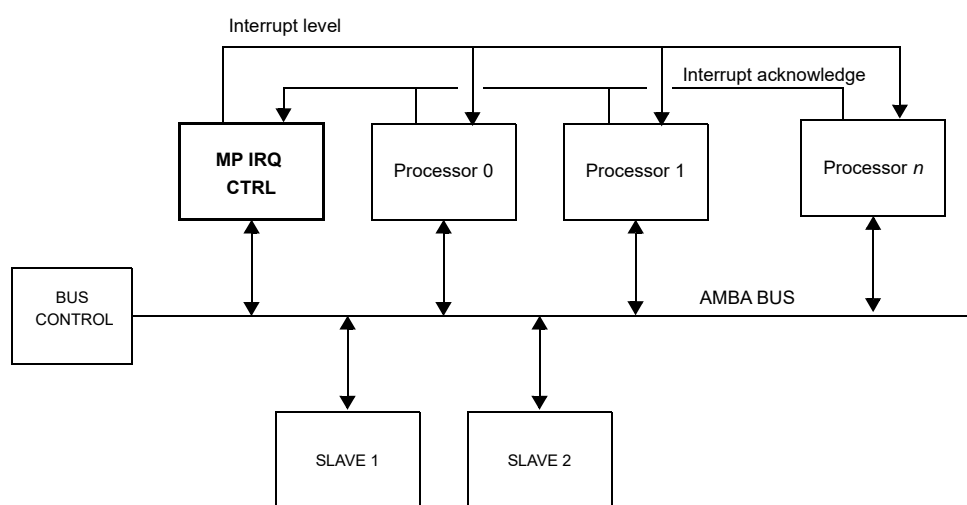 Interrupt level
Interrupt acknowledge
MP IRQ
CTRL
Processor 0
Processor 1
Processor n
BUS
CONTROL
AMBA BUS
SLAVE 1
SLAVE 2